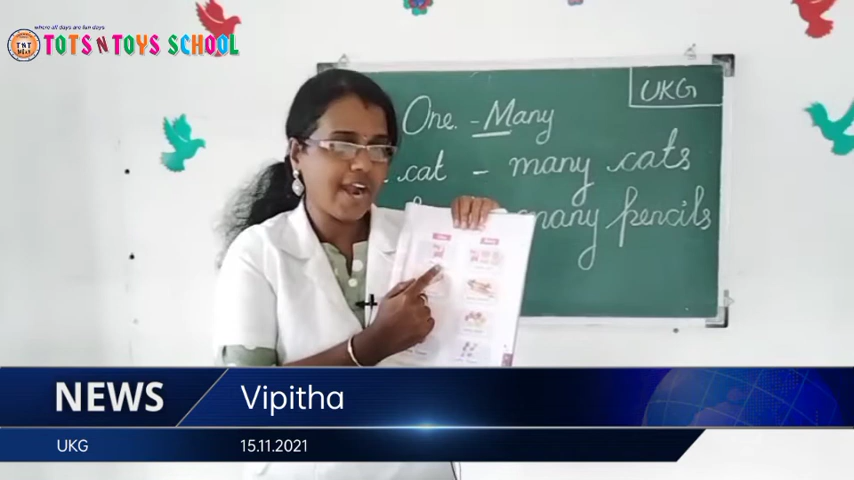 where all days are fun days
TOTS N TOYS SCHOOL
UKG
One. - Many
cat - many cats
many pencils
NEWS
Vipitha
UKG
15.11.2021